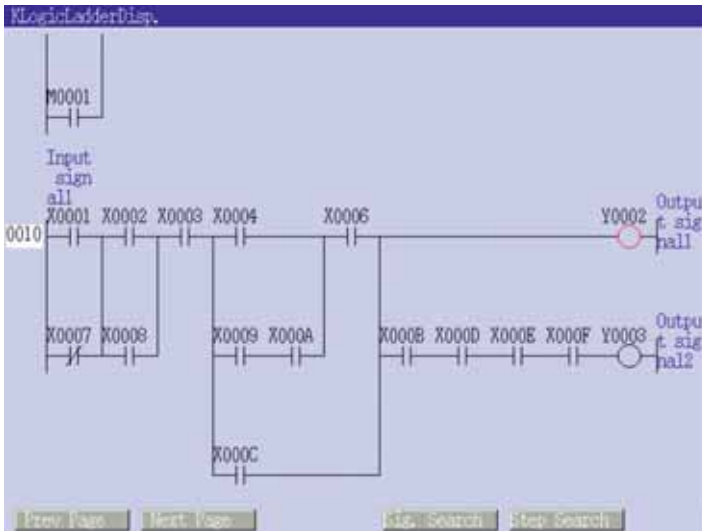 KLogicLadderDisp.
M0001
Input
sign
al1
X0001 X0002 X0003 X0004 X0006 Y0002
Outpu
t sig
nal1
0010
X0007 X0008 X0009 X000A X000B X000D X000E X000F Y0003
Outpu
t sig
nal2
X000C
Prev Page Next Page Sig. Search Step Search